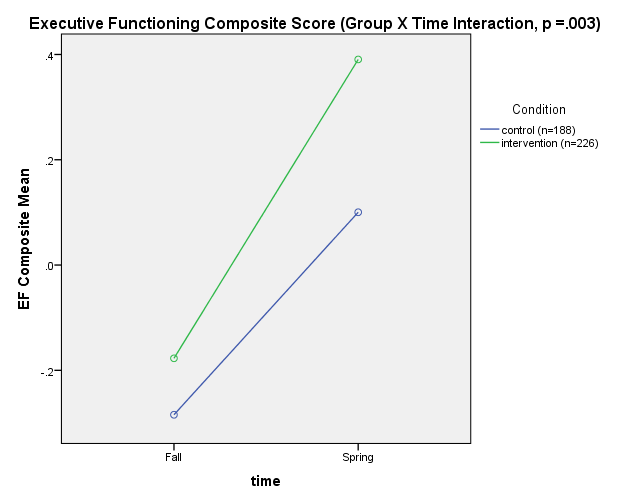 Executive Functioning Composite Score (Group X Time Interaction, p =.003)
EF Composite Mean
.4
.2
.0
-.2
Fall
Spring
time
Condition
control (n=188)
intervention (n=226)